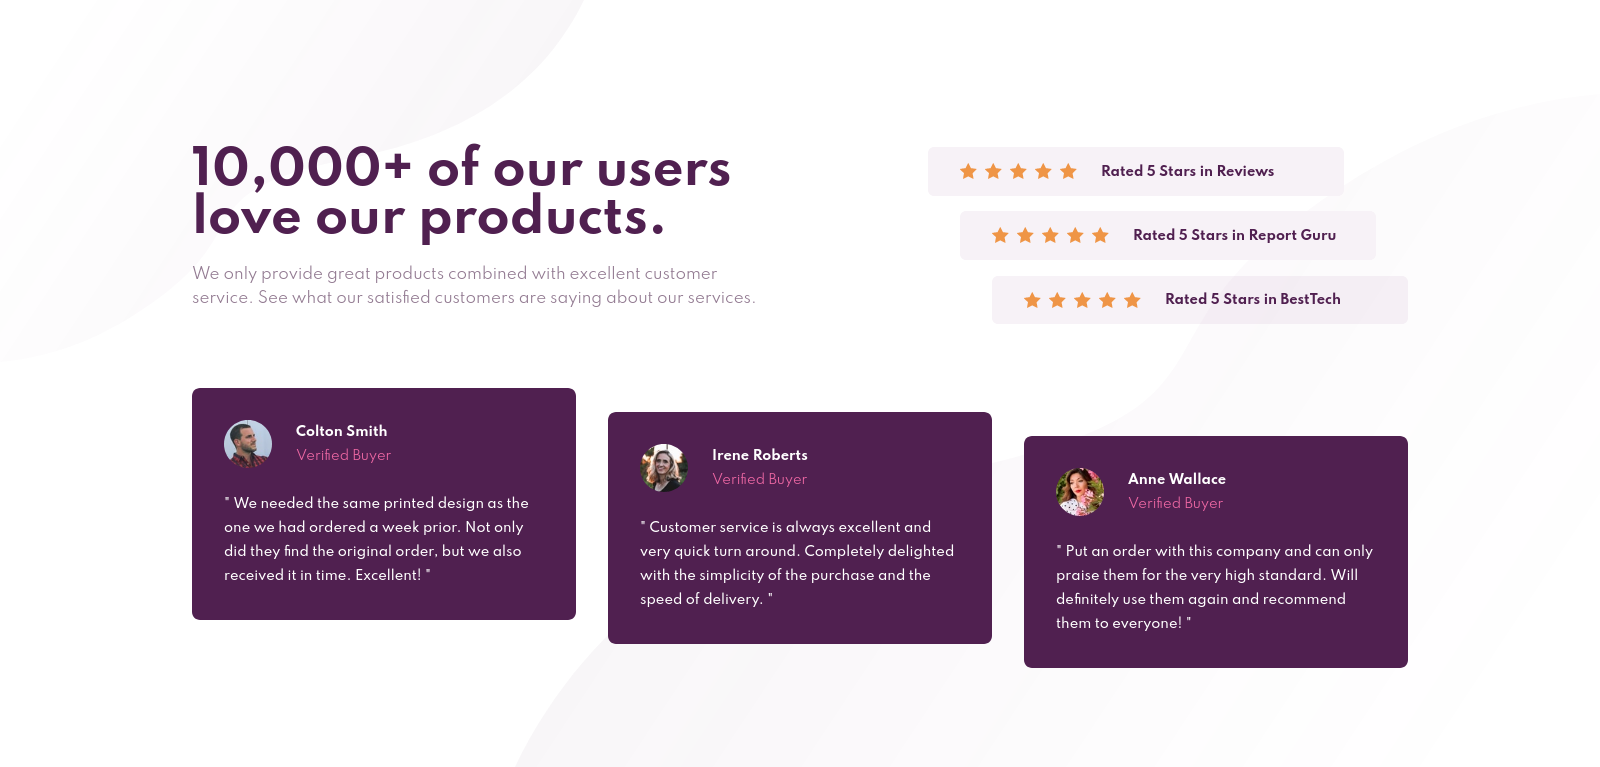 10,000+ of our users
love our products.
We only provide great products combined with excellent customer
service. See what our satisfied customers are saying about our services.
Rated 5 Stars in Reviews
Rated 5 Stars in Report Guru
Rated 5 Stars in BestTech
Colton Smith
Verified Buyer
" We needed the same printed design as the
one we had ordered a week prior. Not only
did they find the original order, but we also
received it in time. Excellent! "
Irene Roberts
Verified Buyer
" Customer service is always excellent and
very quick turn around. Completely delighted
with the simplicity of the purchase and the
speed of delivery. "
Anne Wallace
Verified Buyer
" Put an order with this company and can only
praise them for the very high standard. Will
definitely use them again and recommend
them to everyone! "